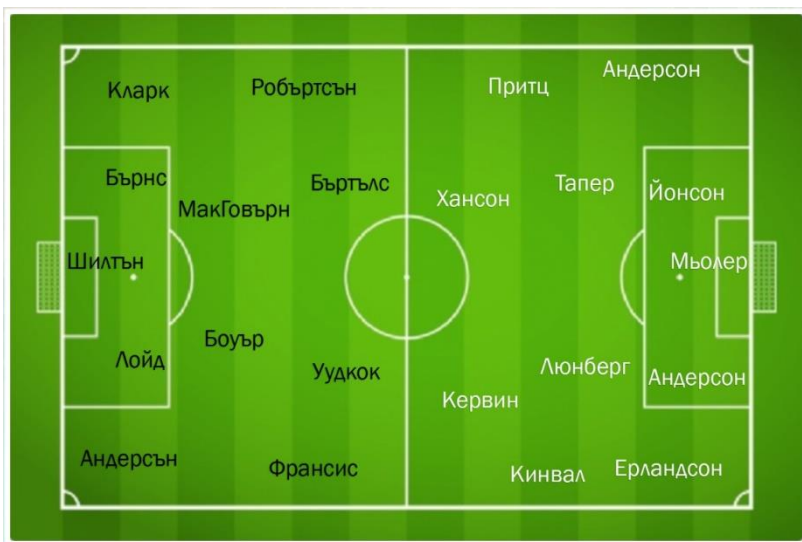 Кларк
Робъртсън
Бърнс
МакГовърн
Бъртълс
Шилтън
Лойд
Боуър
Уудкок
Андерсън
Франсис
Притц
Андерсон
Хансон
Тапер
Йонсон
Мьолер
Люнберг
Андерсон
Кервин
Кинвал
Ерландсон